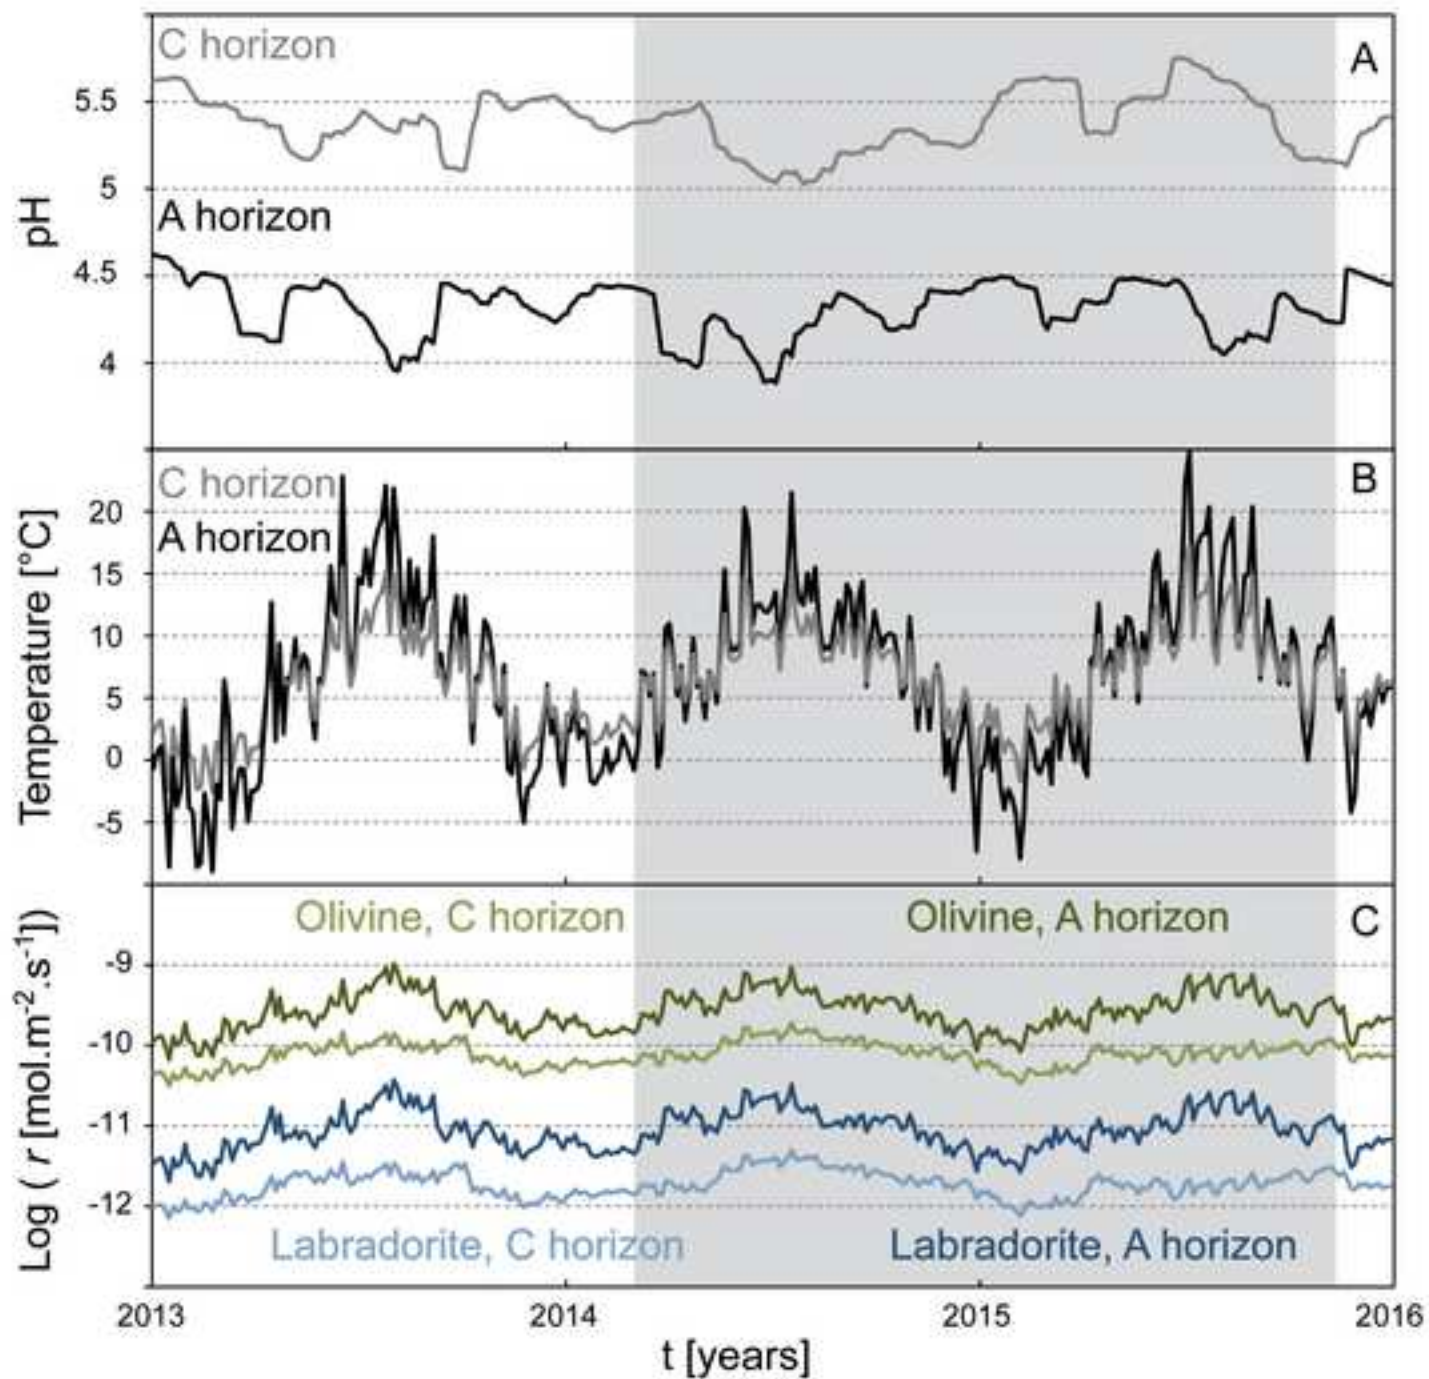 C horizon
A
5.5
5
A horizon
4.5
4
pH
C horizon
B
A horizon
20
15
10
5
0
-5
Temperature [°C]
Olivine, C horizon
Olivine, A horizon
C
-9
-10
-11
-12
Log ( r [mol.m-2.s-1])
Labradorite, C horizon
Labradorite, A horizon
2013
2014
2015
2016
t [years]